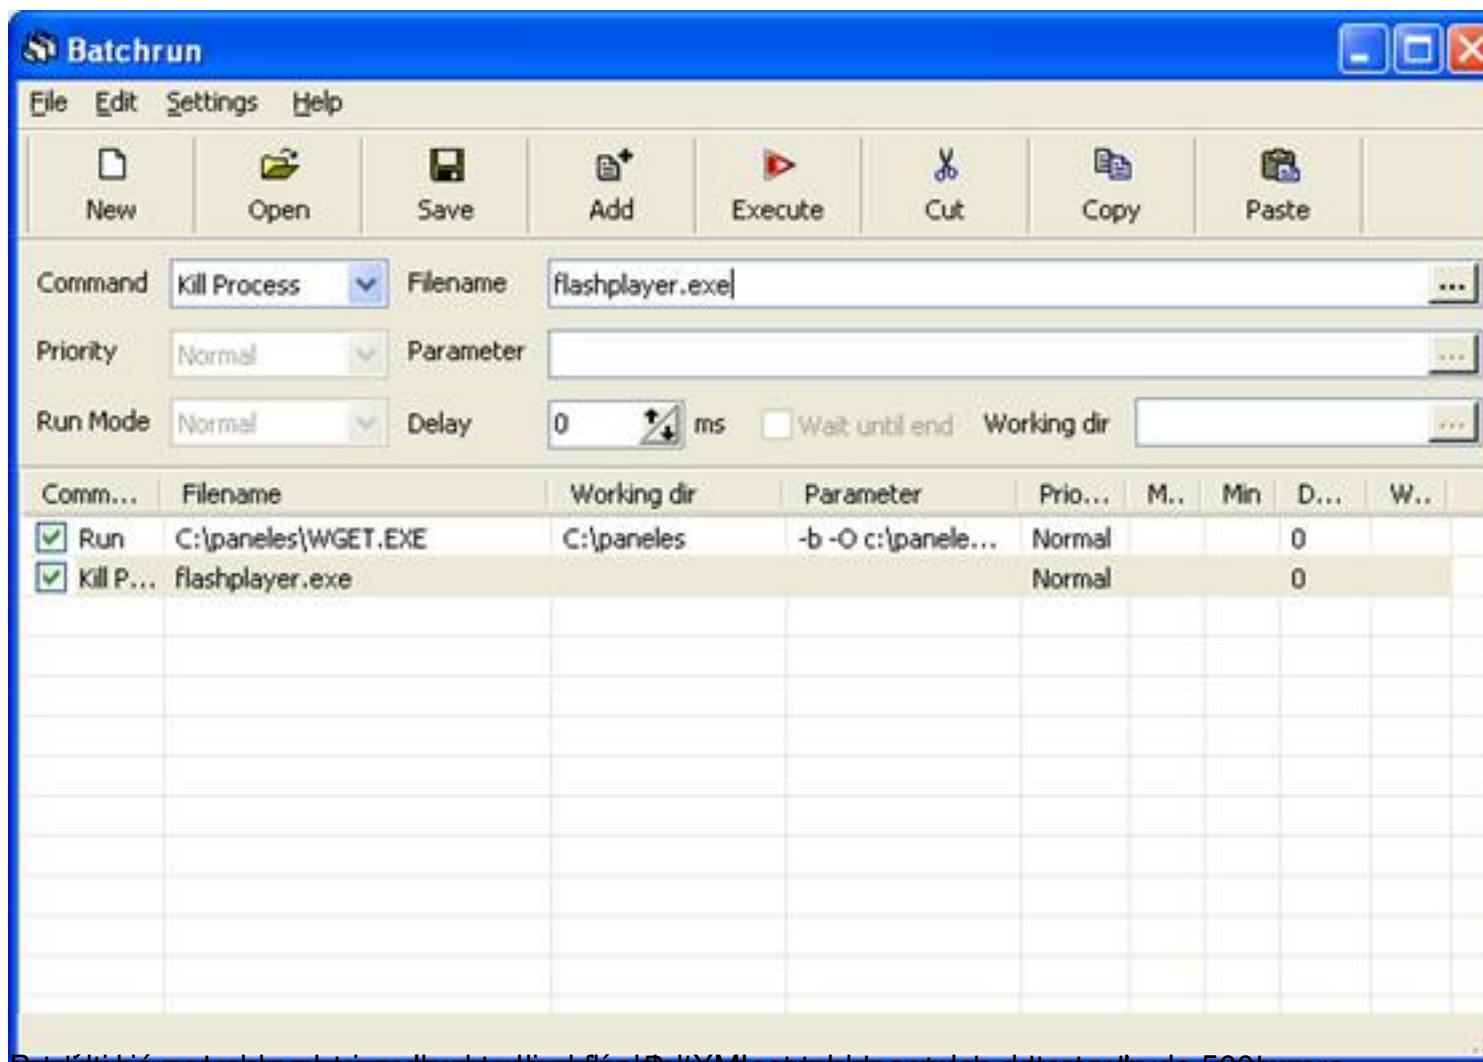 Batchrun
File Edit Settings Help
New Open Save Add Execute Cut Copy Paste
Command Kill Process Filename flashplayer.exe ...
Priority Normal Parameter ...
Run Mode Normal Delay 0 ms Wait until end Working dir ...
Comm... Filename Working dir Parameter Prio... M.. Min D... W..
Run C:\paneles\WGET.EXE C:\paneles -b -O c:\panele... Normal 0
Kill P... flashplayer.exe Normal 0